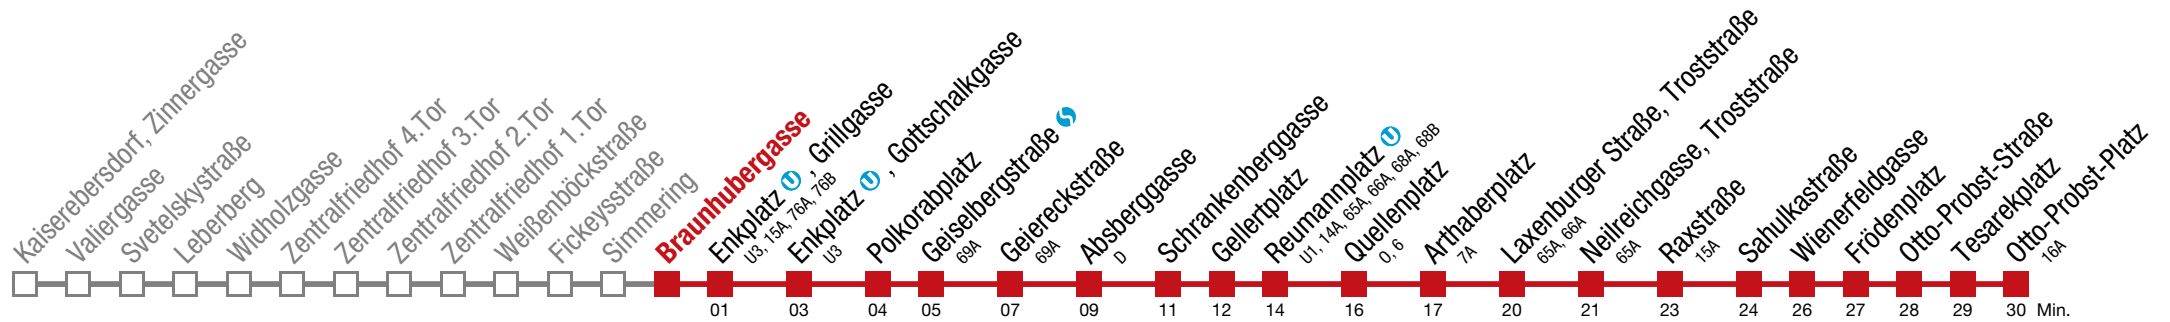 Kaiserebersdorf, Zinnergasse
Valiergasse
Svetelskystraße
Leberberg
Widholzgasse
Zentralfriedhof 4.Tor
Zentralfriedhof 3.Tor
Zentralfriedhof 2.Tor
Zentralfriedhof 1.Tor
Weißenböckstraße
Fickeysstraße
Simmering
Braunhubergasse
Enkplatz U, Grillgasse
U3, 15A, 76A, 76B
Enkplatz U, Gottschalkgasse
U3
Polkorabplatz
Geiselbergstraße S
69A
Geiereckstraße
69A
Absberggasse
D
Schrankenberggasse
Gellertplatz
Reumannplatz U
U1, 14A, 65A, 66A, 68A, 68B
Quellenplatz
O, 6
Arthaberplatz
7A
Laxenburger Straße, Troststraße
65A, 66A
Neilreichgasse, Troststraße
65A
Raxstraße
15A
Sahulkastraße
Wienerfeldgasse
Frödenplatz
Otto-Probst-Straße
Tesarekplatz
Otto-Probst-Platz
16A
01 03 04 05 07 09 11 12 14 16 17 20 21 23 24 26 27 28 29 30 Min.